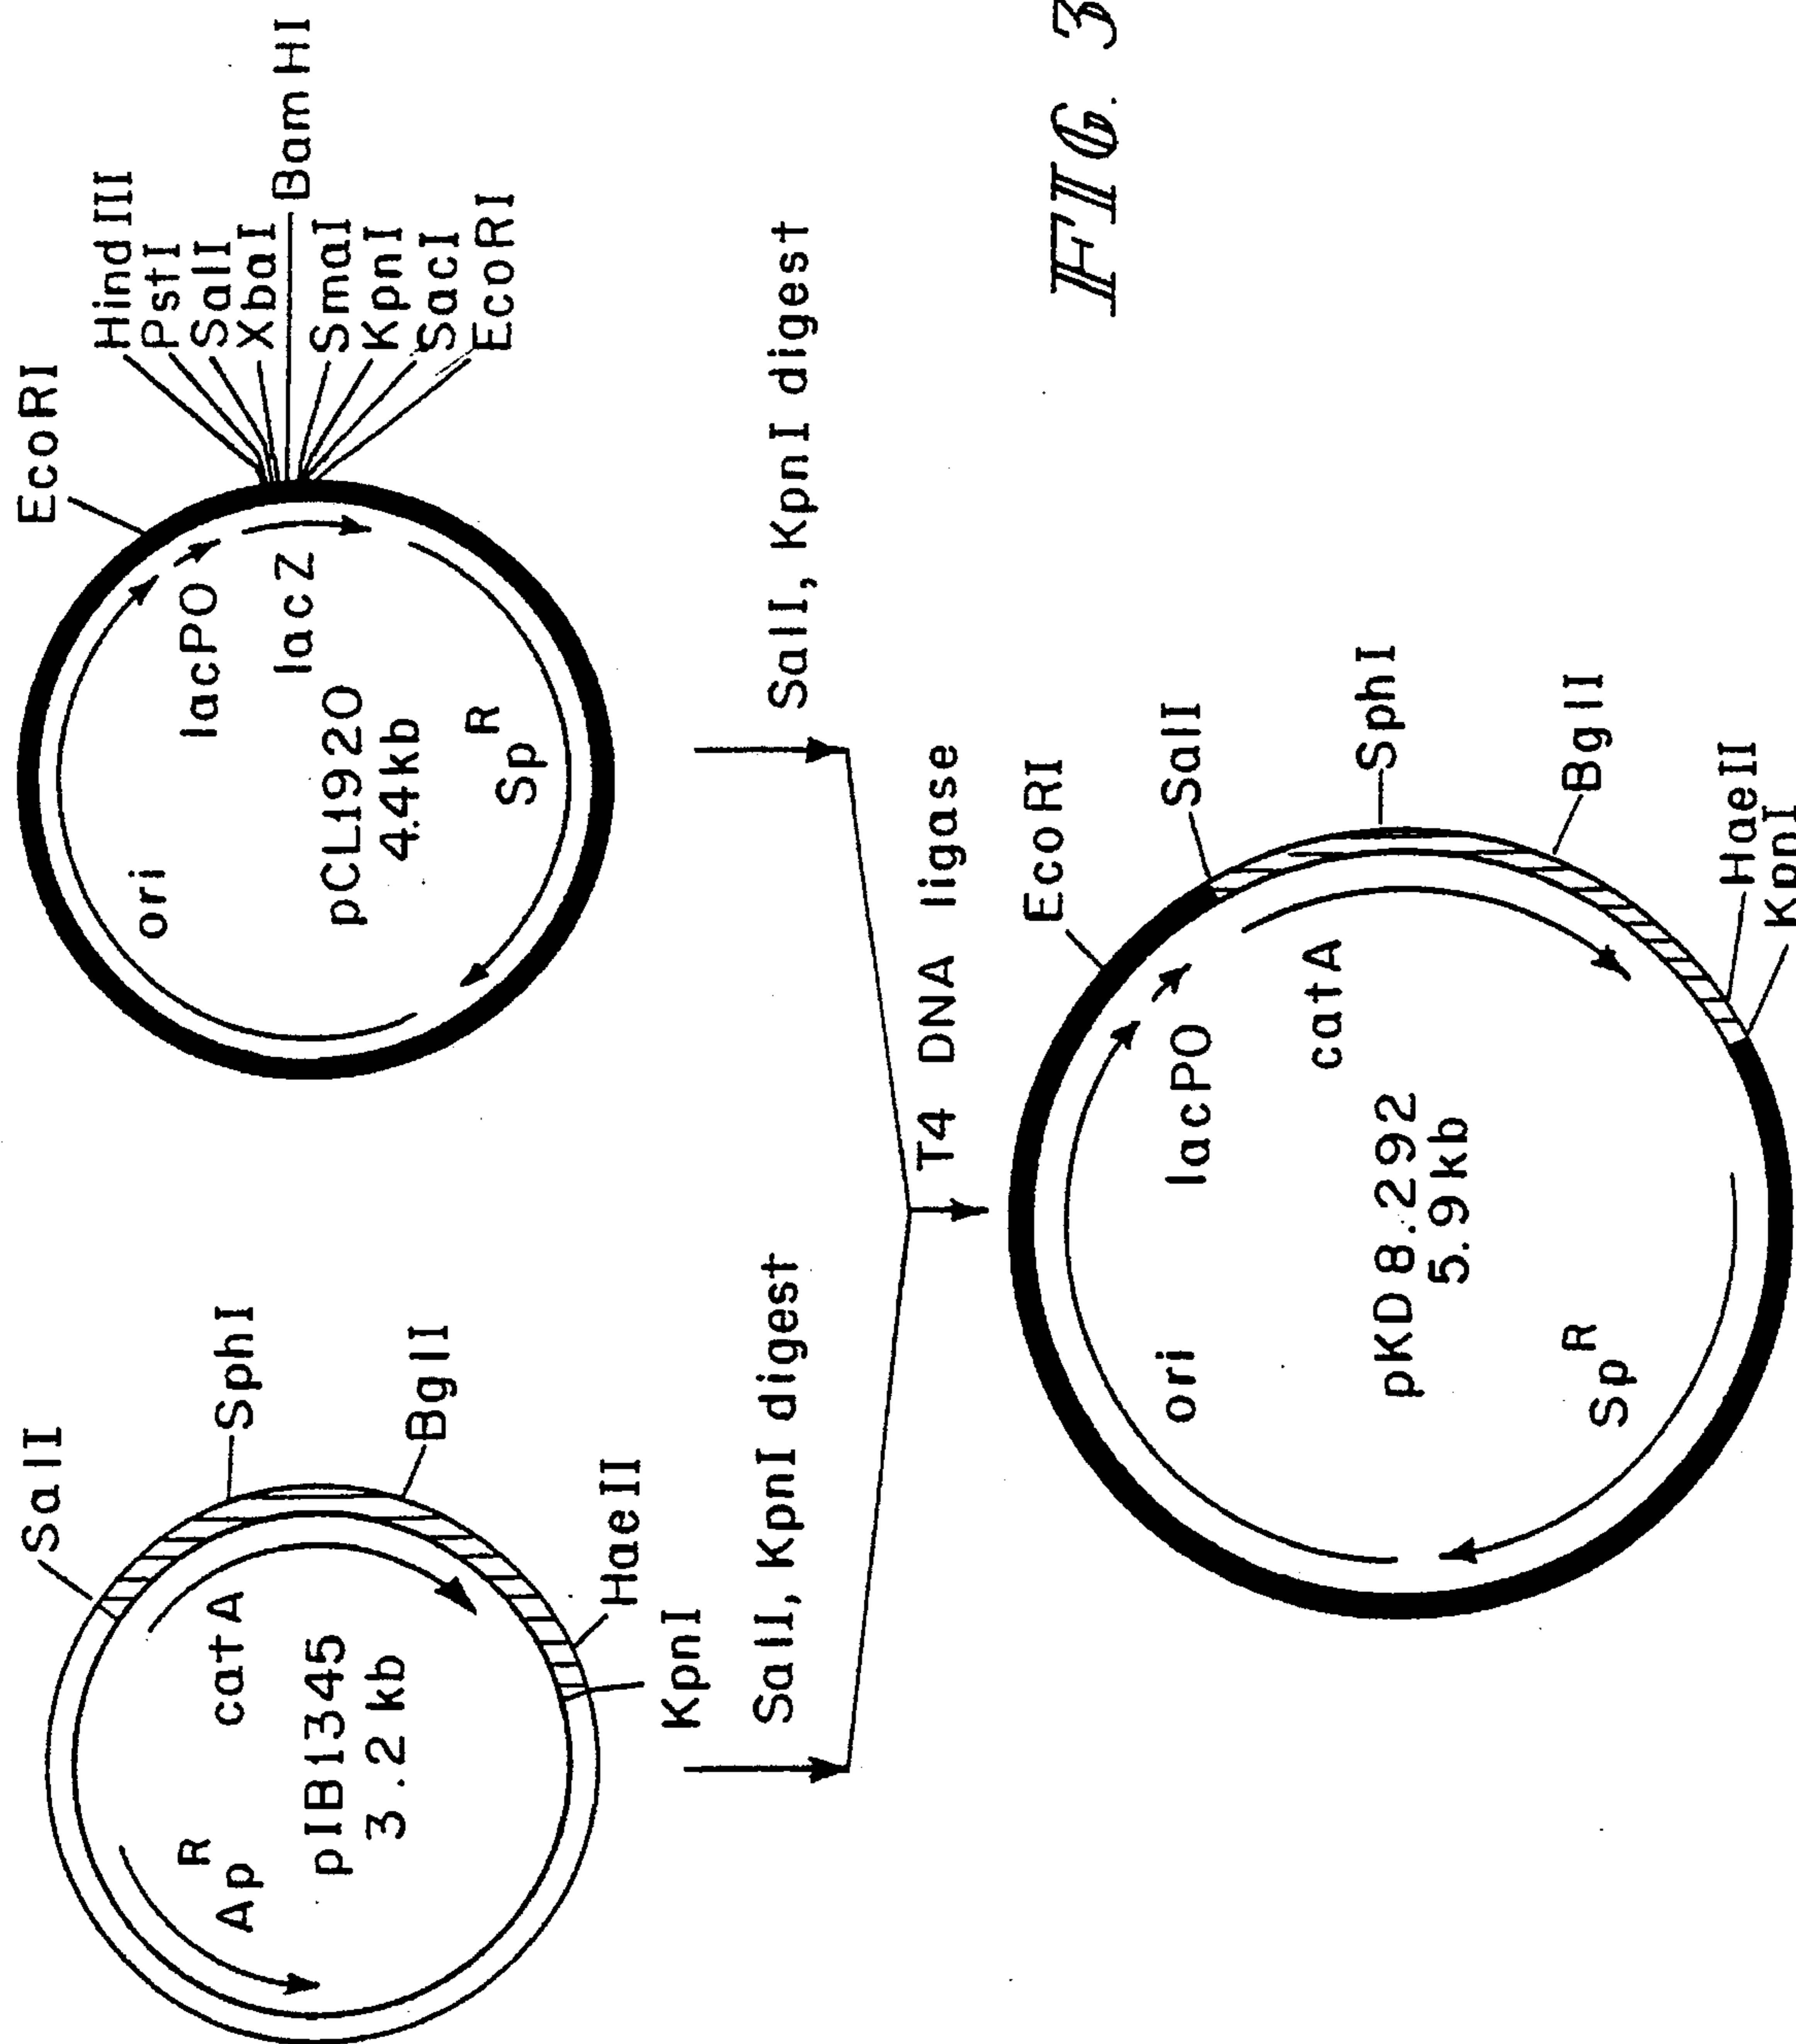 SalI
SphI
BglI
HaeII
KpnI
catA
Ap R
pIB1345
3.2 kb
EcoRI
HindIII
PstI
SalI
XbaI
BamHI
SmaI
KpnI
SacI
EcoRI
ori
lacPO
lacZ
pCL1920
4.4kb
Sp R
SalI, KpnI digest
SalI, KpnI digest
T4 DNA ligase
EcoRI
SalI
SphI
BglI
HaeII
KpnI
ori
lacPO
catA
pKD8.292
5.9kb
Sp R
FIG. 3